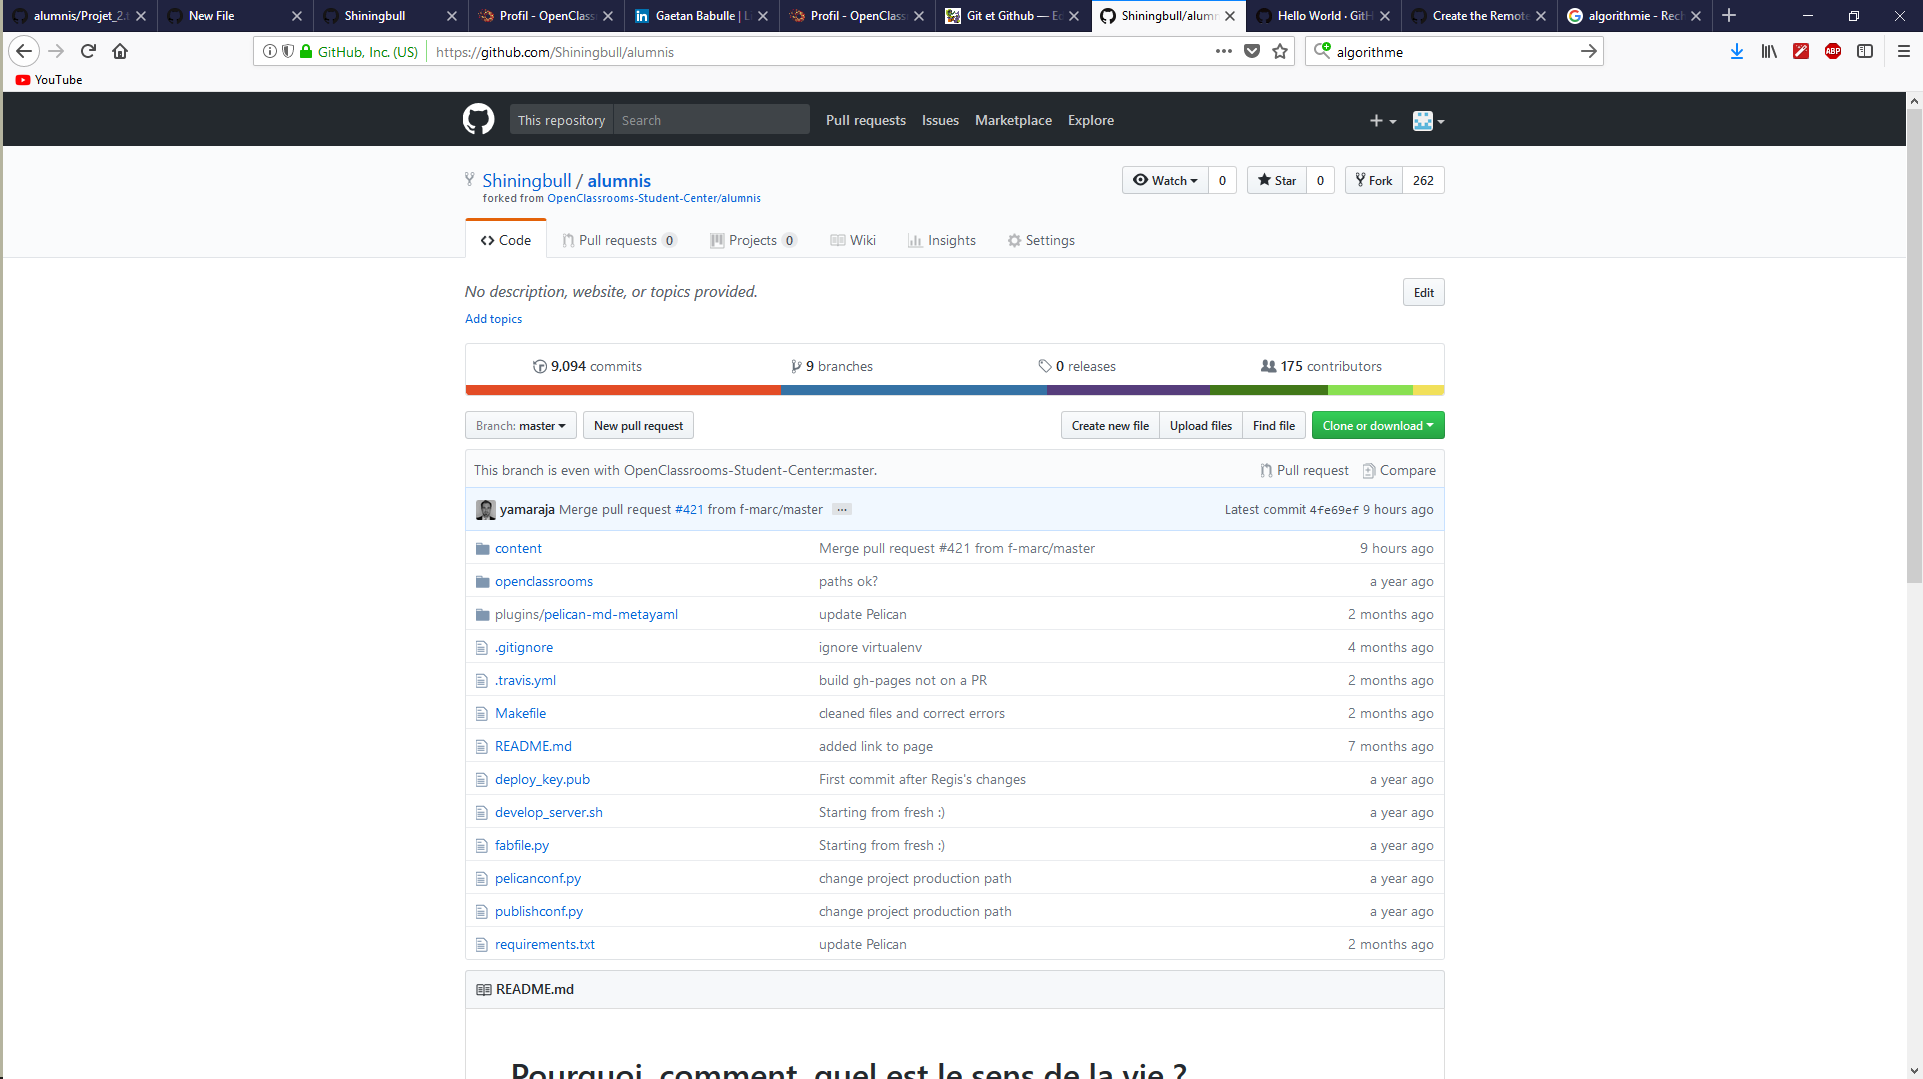 alumnis/Projet_2.t New File Shiningbull Profil - OpenClass Gaetan Babulle | Li Profil - OpenClass Git et Github — Ed Shiningbull/alumn Hello World · GitH Create the Remote algorithmie - Rech
GitHub, Inc. (US) https://github.com/Shiningbull/alumnis algorithme ABP
YouTube
This repository Search Pull requests Issues Marketplace Explore
Shiningbull / alumnis Watch 0 Star 0 Fork 262
forked from OpenClassrooms-Student-Center/alumnis
Code Pull requests 0 Projects 0 Wiki Insights Settings
No description, website, or topics provided. Edit
Add topics
9,094 commits 9 branches 0 releases 175 contributors
Branch: master New pull request Create new file Upload files Find file Clone or download
This branch is even with OpenClassrooms-Student-Center:master. Pull request Compare
yamaraja Merge pull request #421 from f-marc/master … Latest commit 4fe69ef 9 hours ago
content Merge pull request #421 from f-marc/master 9 hours ago
openclassrooms paths ok? a year ago
plugins/pelican-md-metayaml update Pelican 2 months ago
.gitignore ignore virtualenv 4 months ago
.travis.yml build gh-pages not on a PR 2 months ago
Makefile cleaned files and correct errors 2 months ago
README.md added link to page 7 months ago
deploy_key.pub First commit after Regis's changes a year ago
develop_server.sh Starting from fresh :) a year ago
fabfile.py Starting from fresh :) a year ago
pelicanconf.py change project production path a year ago
publishconf.py change project production path a year ago
requirements.txt update Pelican 2 months ago
README.md
Pourquoi, comment, quel est le sens de la vie ?